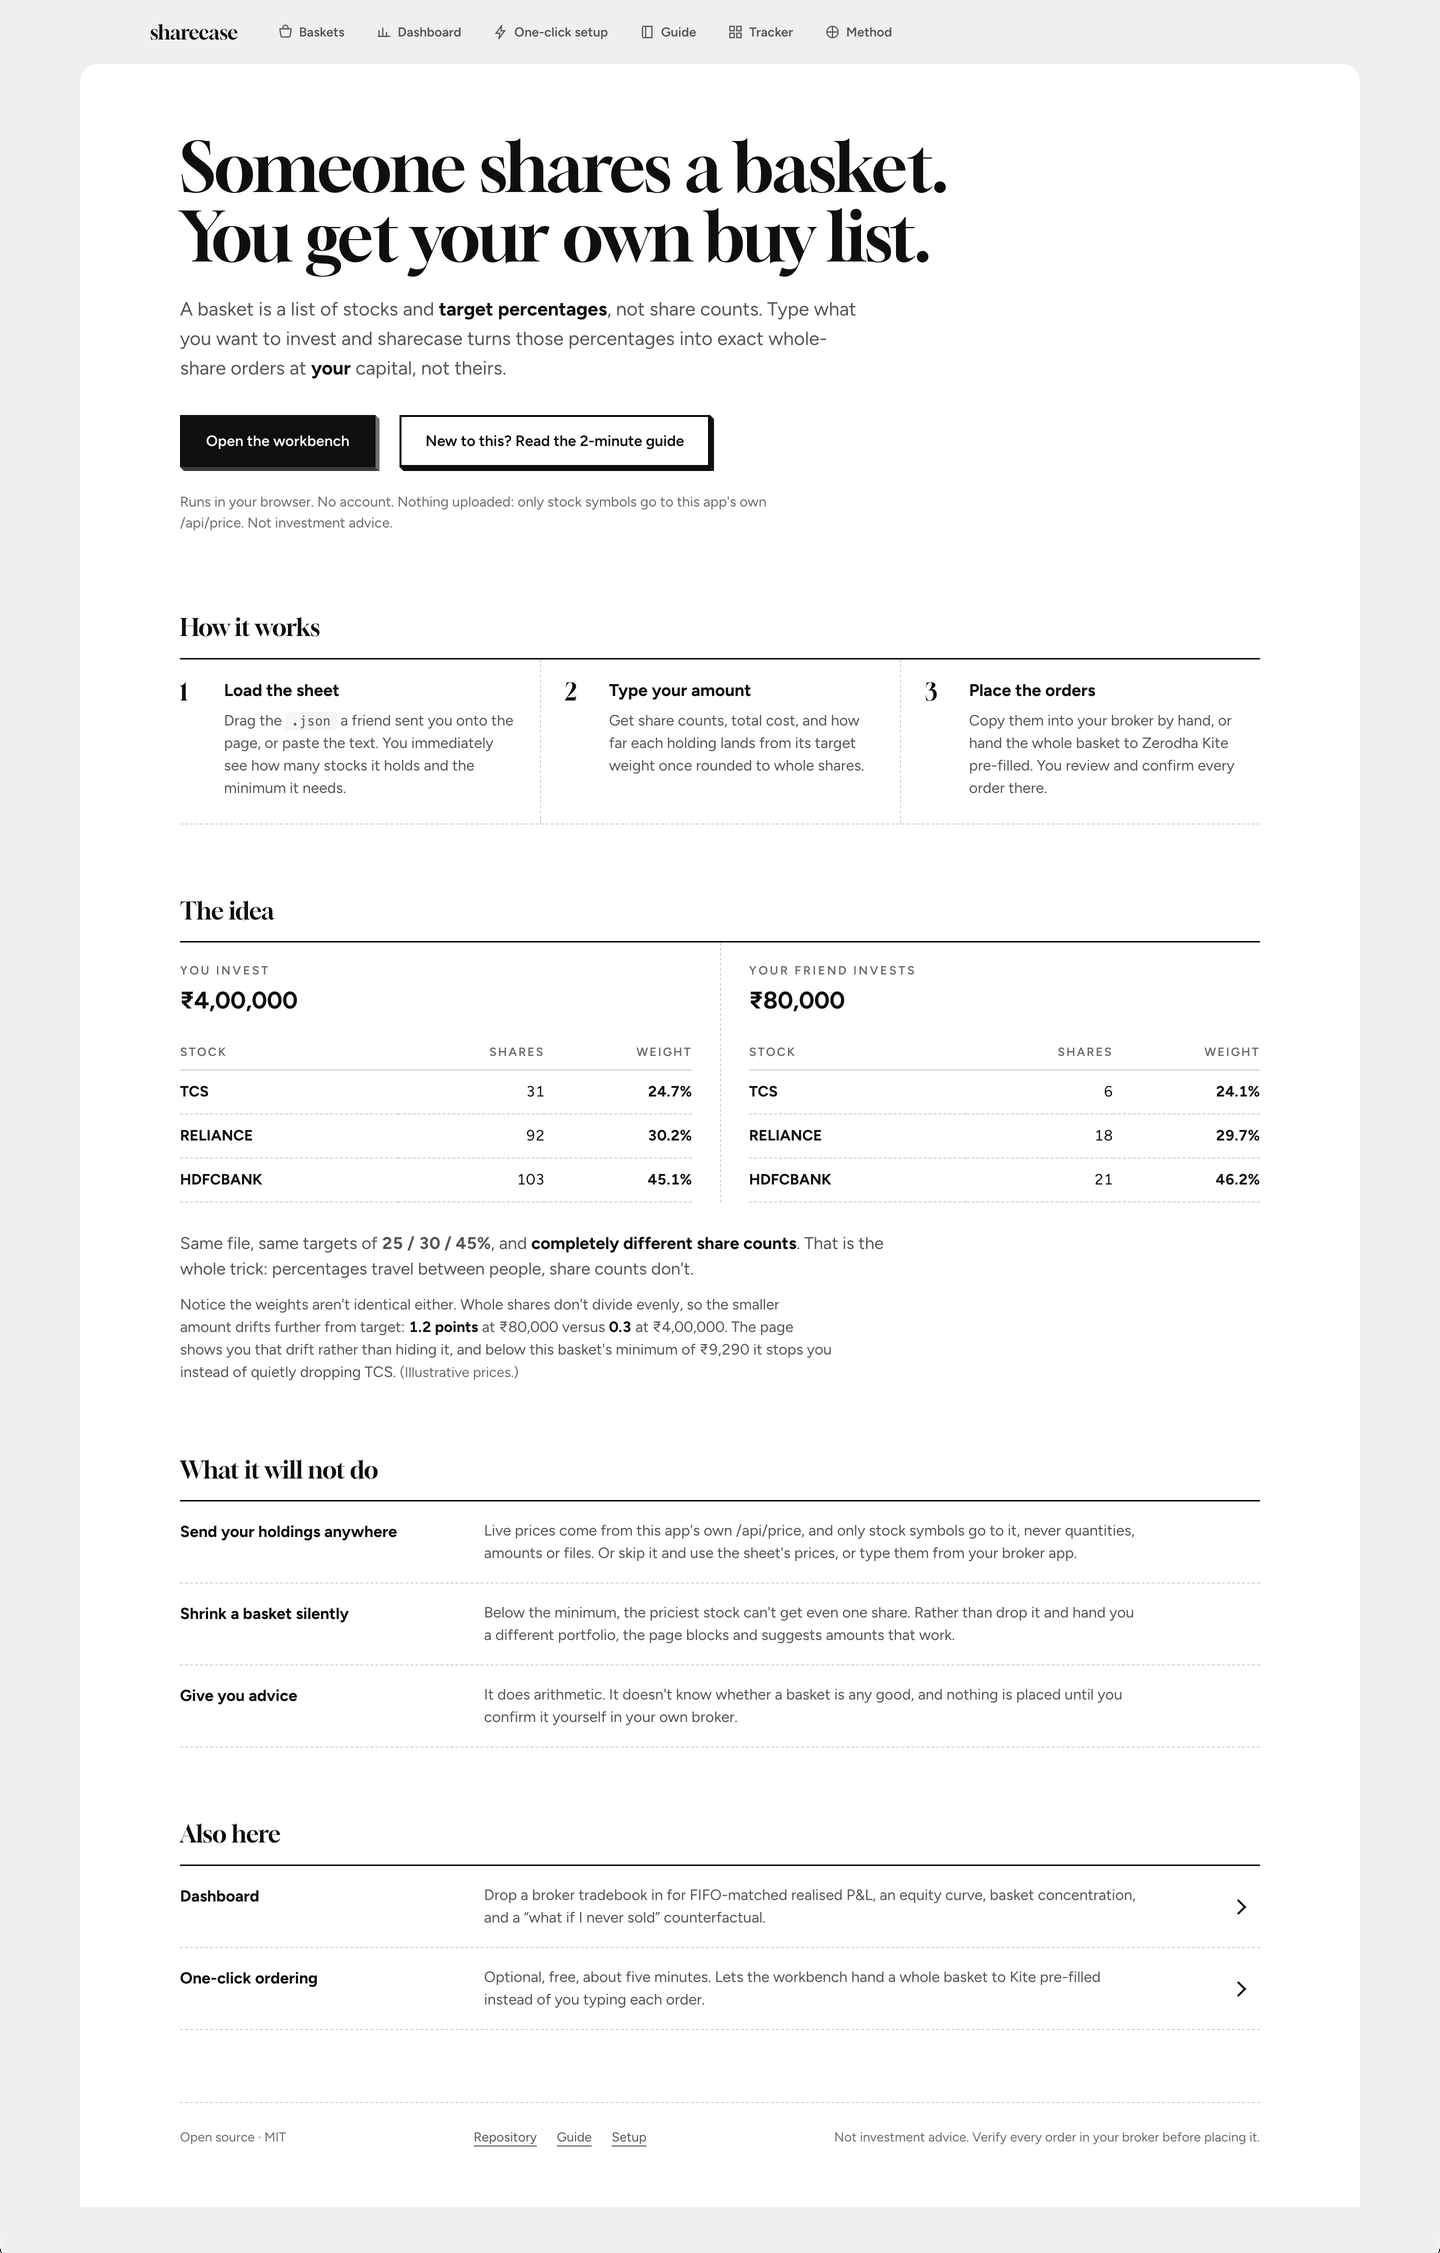 sharecase
Baskets
Dashboard
One-click setup
Guide
Tracker
Method
Someone shares a basket.
You get your own buy list.
A basket is a list of stocks and target percentages, not share counts. Type what
you want to invest and sharecase turns those percentages into exact whole-
share orders at your capital, not theirs.
Open the workbench
New to this? Read the 2-minute guide
Runs in your browser. No account. Nothing uploaded: only stock symbols go to this app's own
/api/price. Not investment advice.
How it works
1 Load the sheet
Drag the .json a friend sent you onto the
page, or paste the text. You immediately
see how many stocks it holds and the
minimum it needs.
2 Type your amount
Get share counts, total cost, and how
far each holding lands from its target
weight once rounded to whole shares.
3 Place the orders
Copy them into your broker by hand, or
hand the whole basket to Zerodha Kite
pre-filled. You review and confirm every
order there.
The idea
YOU INVEST
₹4,00,000
STOCK SHARES WEIGHT
TCS 31 24.7%
RELIANCE 92 30.2%
HDFCBANK 103 45.1%
YOUR FRIEND INVESTS
₹80,000
STOCK SHARES WEIGHT
TCS 6 24.1%
RELIANCE 18 29.7%
HDFCBANK 21 46.2%
Same file, same targets of 25 / 30 / 45%, and completely different share counts. That is the
whole trick: percentages travel between people, share counts don't.
Notice the weights aren't identical either. Whole shares don't divide evenly, so the smaller
amount drifts further from target: 1.2 points at ₹80,000 versus 0.3 at ₹4,00,000. The page
shows you that drift rather than hiding it, and below this basket's minimum of ₹9,290 it stops you
instead of quietly dropping TCS. (Illustrative prices.)
What it will not do
Send your holdings anywhere
Live prices come from this app's own /api/price, and only stock symbols go to it, never quantities,
amounts or files. Or skip it and use the sheet's prices, or type them from your broker app.
Shrink a basket silently
Below the minimum, the priciest stock can't get even one share. Rather than drop it and hand you
a different portfolio, the page blocks and suggests amounts that work.
Give you advice
It does arithmetic. It doesn't know whether a basket is any good, and nothing is placed until you
confirm it yourself in your own broker.
Also here
Dashboard
Drop a broker tradebook in for FIFO-matched realised P&L, an equity curve, basket concentration,
and a “what if I never sold” counterfactual.
One-click ordering
Optional, free, about five minutes. Lets the workbench hand a whole basket to Kite pre-filled
instead of you typing each order.
Open source · MIT
Repository
Guide
Setup
Not investment advice. Verify every order in your broker before placing it.